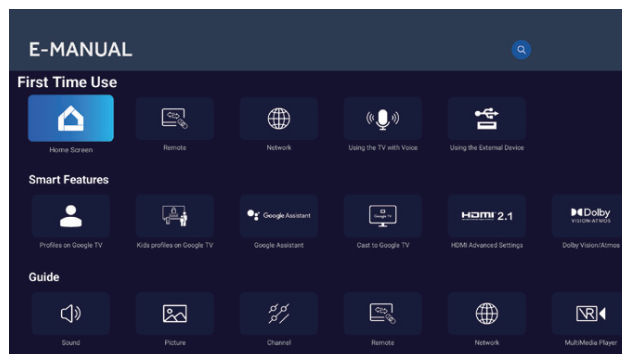 E-MANUAL
First Time Use
Home Screen
Remote
Network
Using the TV with Voice
Using the External Device
Smart Features
Google Assistant
Google TV
HDMI 2.1
Dolby
VISION·ATMOS
Profiles on Google TV
Kids profiles on Google TV
Google Assistant
Cast to Google TV
HDMI Advanced Settings
Dolby Vision/Atmos
Guide
VR
Sound
Picture
Channel
Remote
Network
MultiMedia Player